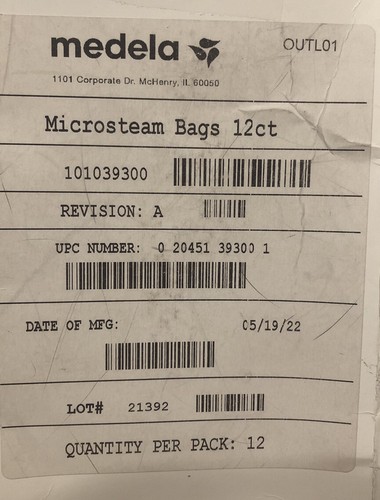 medela
OUTL01
1101 Corporate Dr. McHenry, IL 60050
Microsteam Bags 12ct
101039300
REVISION: A
UPC NUMBER: 0 20451 39300 1
DATE OF MFG: 05/19/22
LOT# 21392
QUANTITY PER PACK: 12